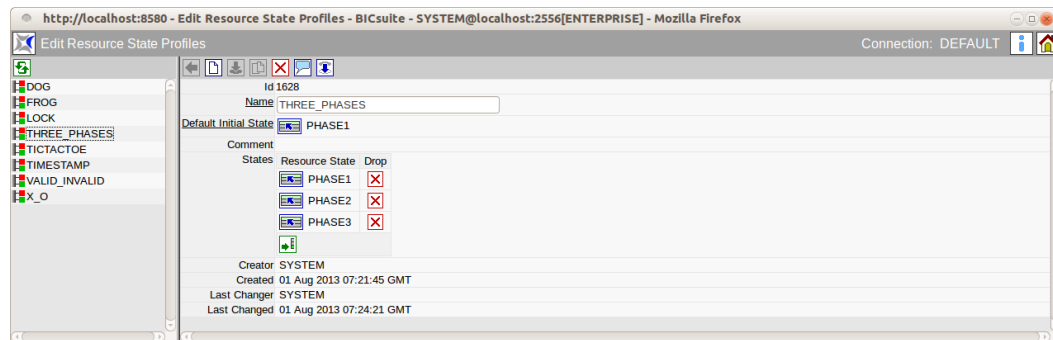 http://localhost:8580 - Edit Resource State Profiles - BICsuite - SYSTEM@localhost:2556[ENTERPRISE] - Mozilla Firefox
Edit Resource State Profiles
Connection: DEFAULT
DOG
FROG
LOCK
THREE_PHASES
TICTACTOE
TIMESTAMP
VALID_INVALID
X_O
Id 1628
Name THREE_PHASES
Default Initial State PHASE1
Comment
States Resource State Drop
PHASE1
PHASE2
PHASE3
Creator SYSTEM
Created 01 Aug 2013 07:21:45 GMT
Last Changer SYSTEM
Last Changed 01 Aug 2013 07:24:21 GMT